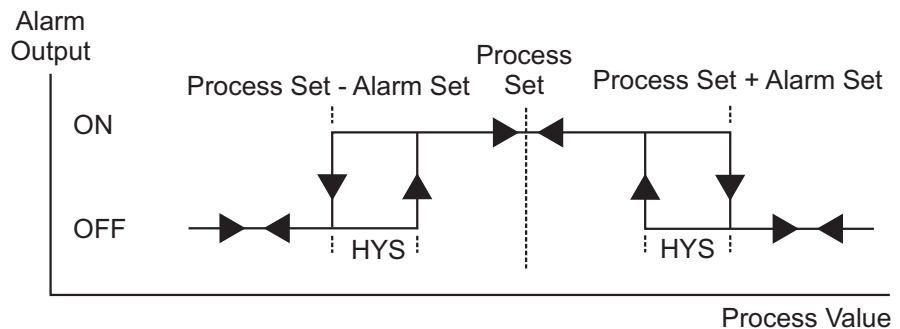 Alarm
Output
Process
Set
Process Set - Alarm Set
Process Set + Alarm Set
ON
OFF
HYS
HYS
Process Value